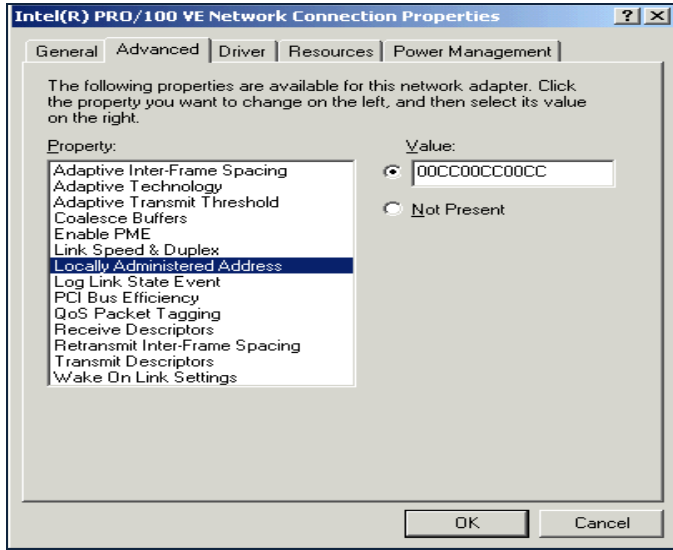 Intel(R) PRO/100 VE Network Connection Properties
General Advanced Driver Resources Power Management
The following properties are available for this network adapter. Click
the property you want to change on the left, and then select its value
on the right.
Property:
Adaptive Inter-Frame Spacing
Adaptive Technology
Adaptive Transmit Threshold
Coalesce Buffers
Enable PME
Link Speed & Duplex
Locally Administered Address
Log Link State Event
PCI Bus Efficiency
QoS Packet Tagging
Receive Descriptors
Retransmit Inter-Frame Spacing
Transmit Descriptors
Wake On Link Settings
Value:
00CC00CC00CC
Not Present
OK Cancel